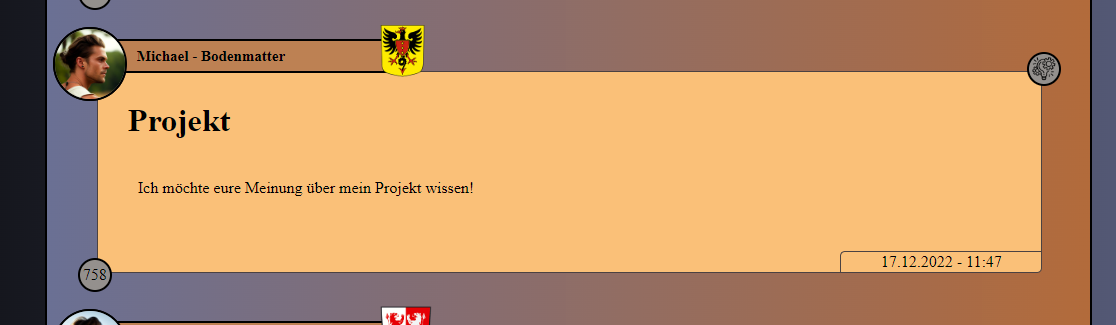 Michael - Bodenmatter
Projekt
Ich möchte eure Meinung über mein Projekt wissen!
758
17.12.2022 - 11:47